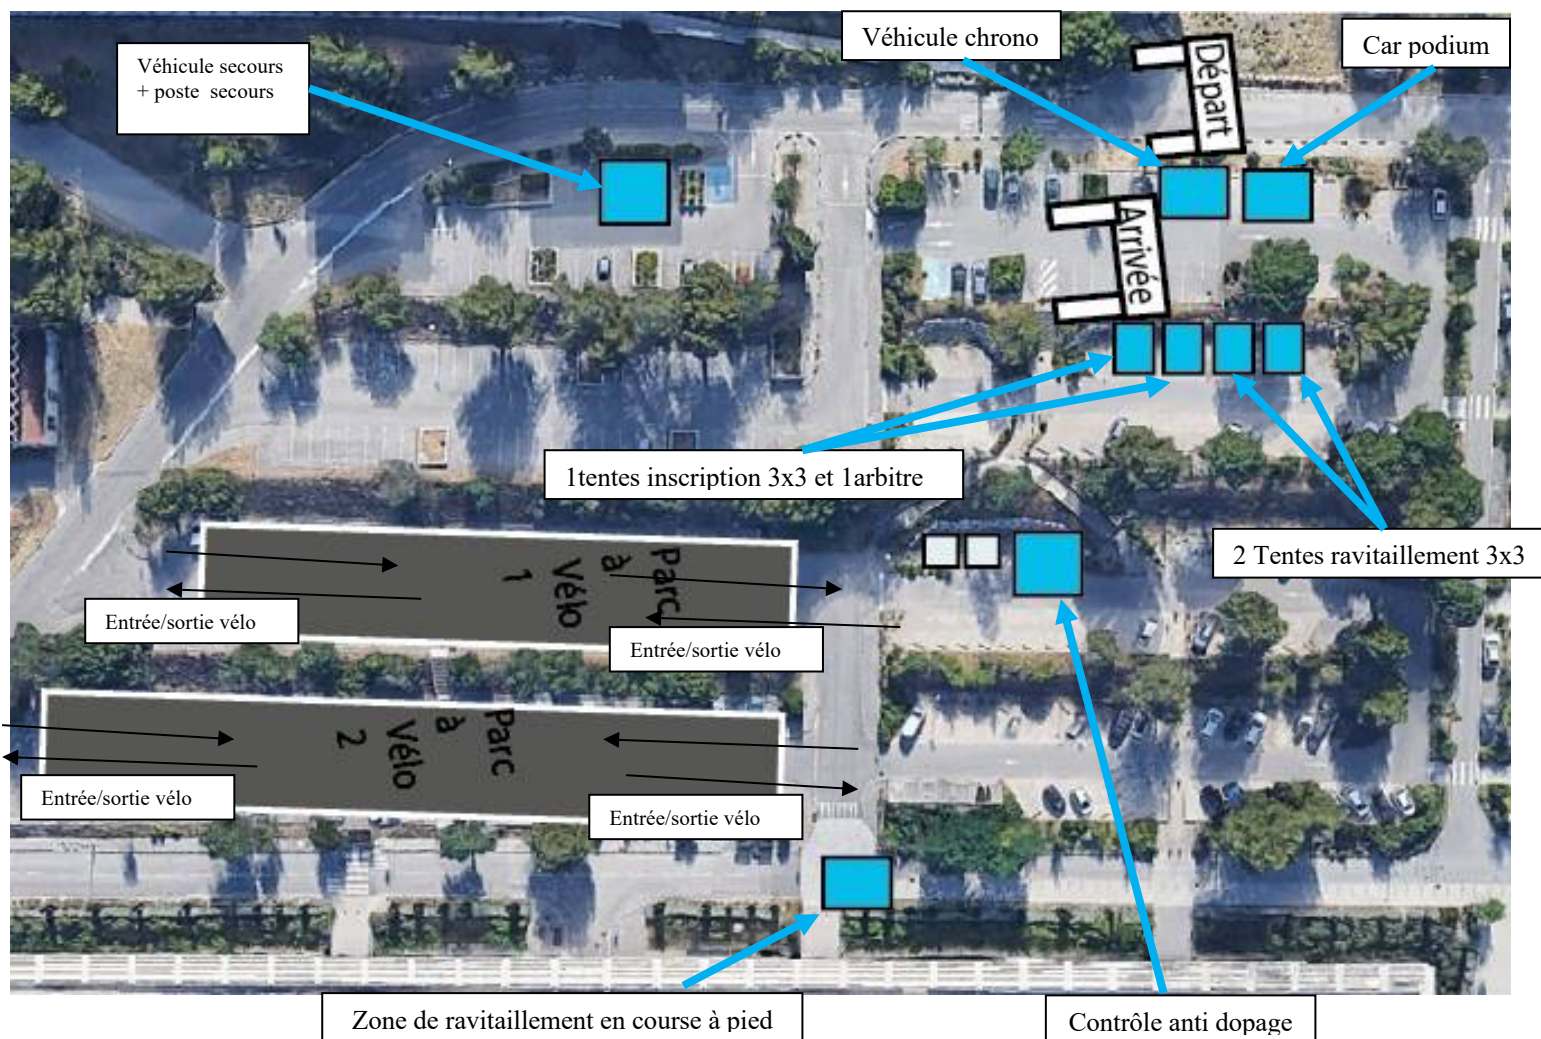 Véhicule secours
+ poste secours
Véhicule chrono
Car podium
Départ
Arrivée
1tentes inscription 3x3 et 1arbitre
2 Tentes ravitaillement 3x3
Parc
à
Vélo
1
Entrée/sortie vélo
Entrée/sortie vélo
Parc
à
Vélo
2
Entrée/sortie vélo
Entrée/sortie vélo
Zone de ravitaillement en course à pied
Contrôle anti dopage